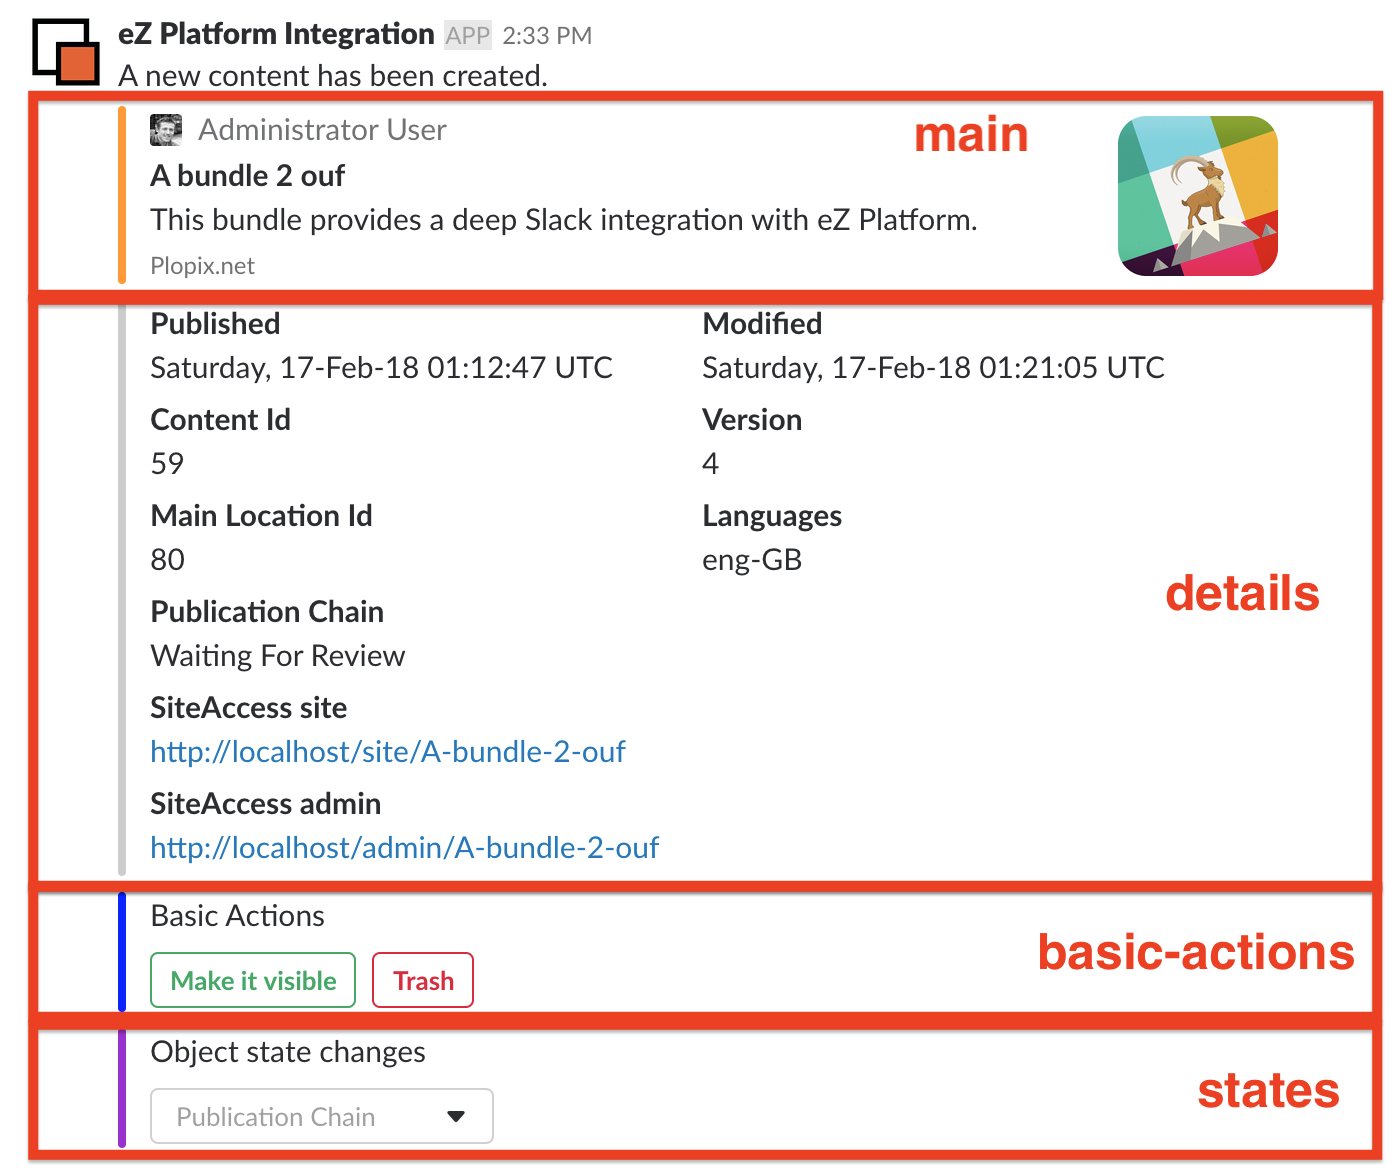 eZ Platform Integration APP 2:33 PM
A new content has been created.
Administrator User
main
A bundle 2 ouf
This bundle provides a deep Slack integration with eZ Platform.
Plopix.net
Published
Saturday, 17-Feb-18 01:12:47 UTC
Modified
Saturday, 17-Feb-18 01:21:05 UTC
Content Id
59
Version
4
Main Location Id
80
Languages
eng-GB
details
Publication Chain
Waiting For Review
SiteAccess site
http://localhost/site/A-bundle-2-ouf
SiteAccess admin
http://localhost/admin/A-bundle-2-ouf
Basic Actions
basic-actions
Make it visible
Trash
Object state changes
states
Publication Chain